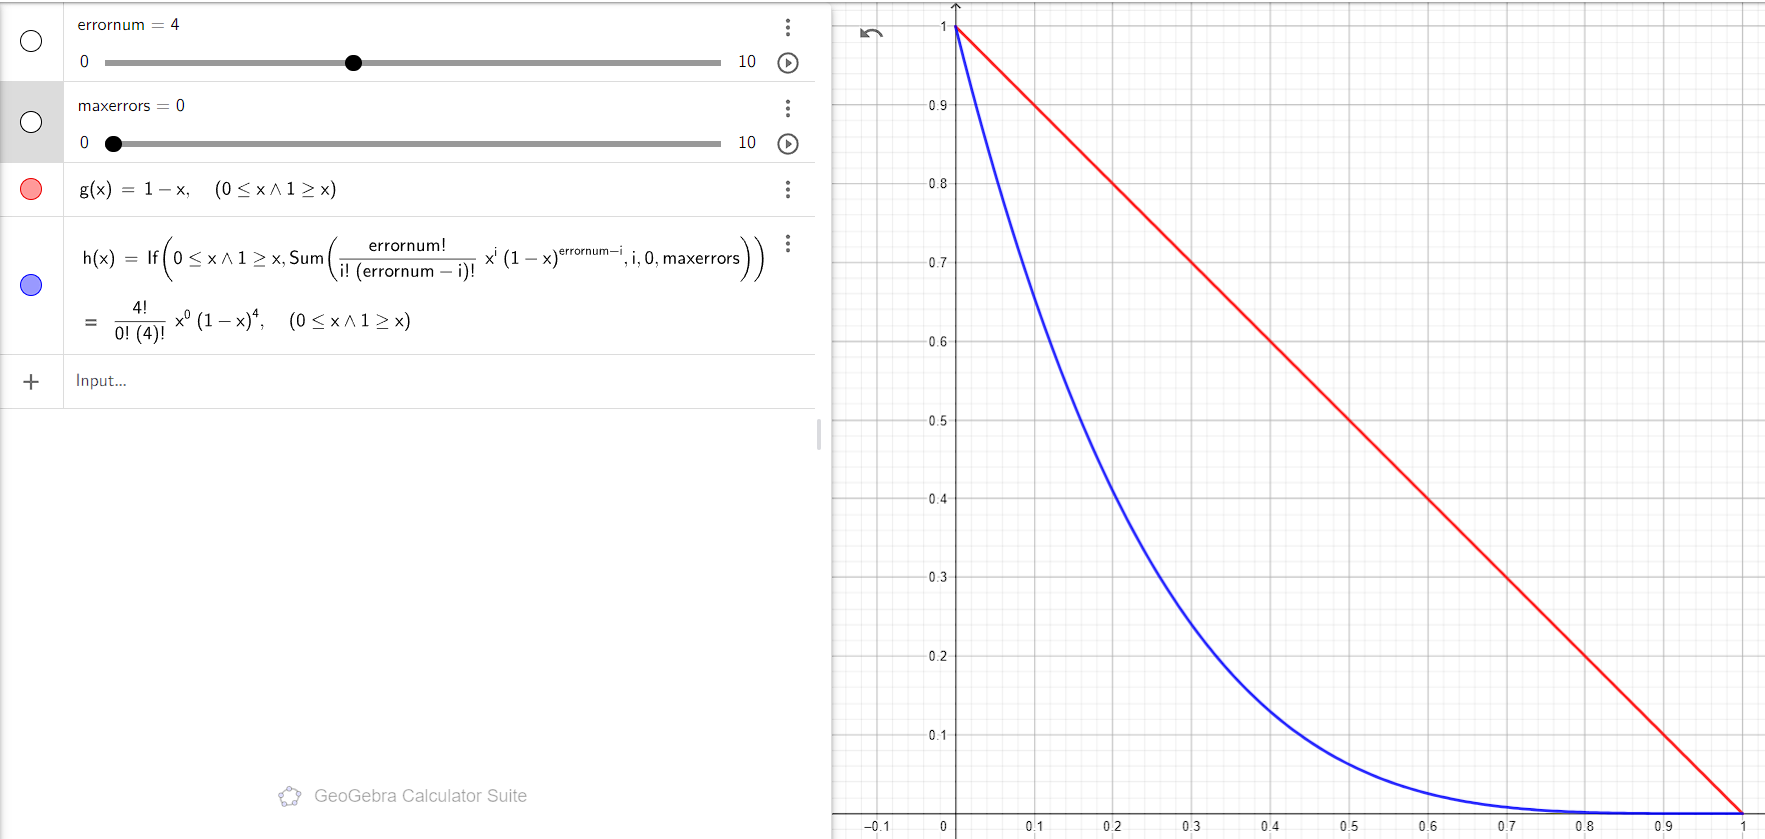 errornum = 4
0 10
maxerrors = 0
0 10
g(x) = 1 − x, (0 ≤ x ∧ 1 ≥ x)
h(x) = If(0 ≤ x ∧ 1 ≥ x, Sum(errornum! / i! (errornum − i)! xⁱ (1 − x)^errornum−i, i, 0, maxerrors))
= 4! / 0! (4)! x⁰ (1 − x)⁴, (0 ≤ x ∧ 1 ≥ x)
+ Input...
GeoGebra Calculator Suite
1
0.9
0.8
0.7
0.6
0.5
0.4
0.3
0.2
0.1
−0.1 0 0.1 0.2 0.3 0.4 0.5 0.6 0.7 0.8 0.9 1